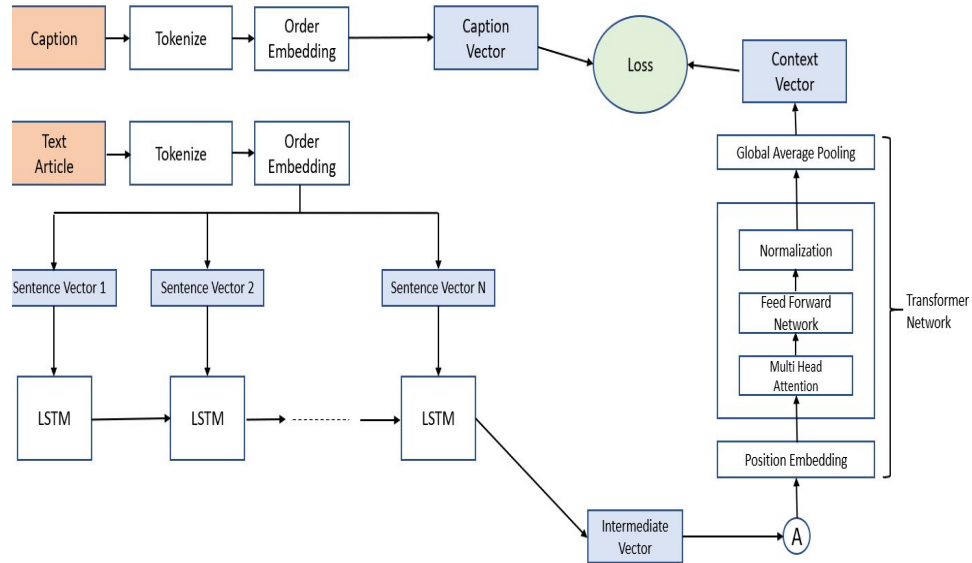 Caption
Tokenize
Order
Embedding
Caption
Vector
Loss
Context
Vector
Text
Article
Tokenize
Order
Embedding
Global Average Pooling
Normalization
Feed Forward
Network
Multi Head
Attention
Position Embedding
Transformer
Network
Sentence Vector 1
Sentence Vector 2
Sentence Vector N
LSTM
LSTM
LSTM
Intermediate
Vector
A